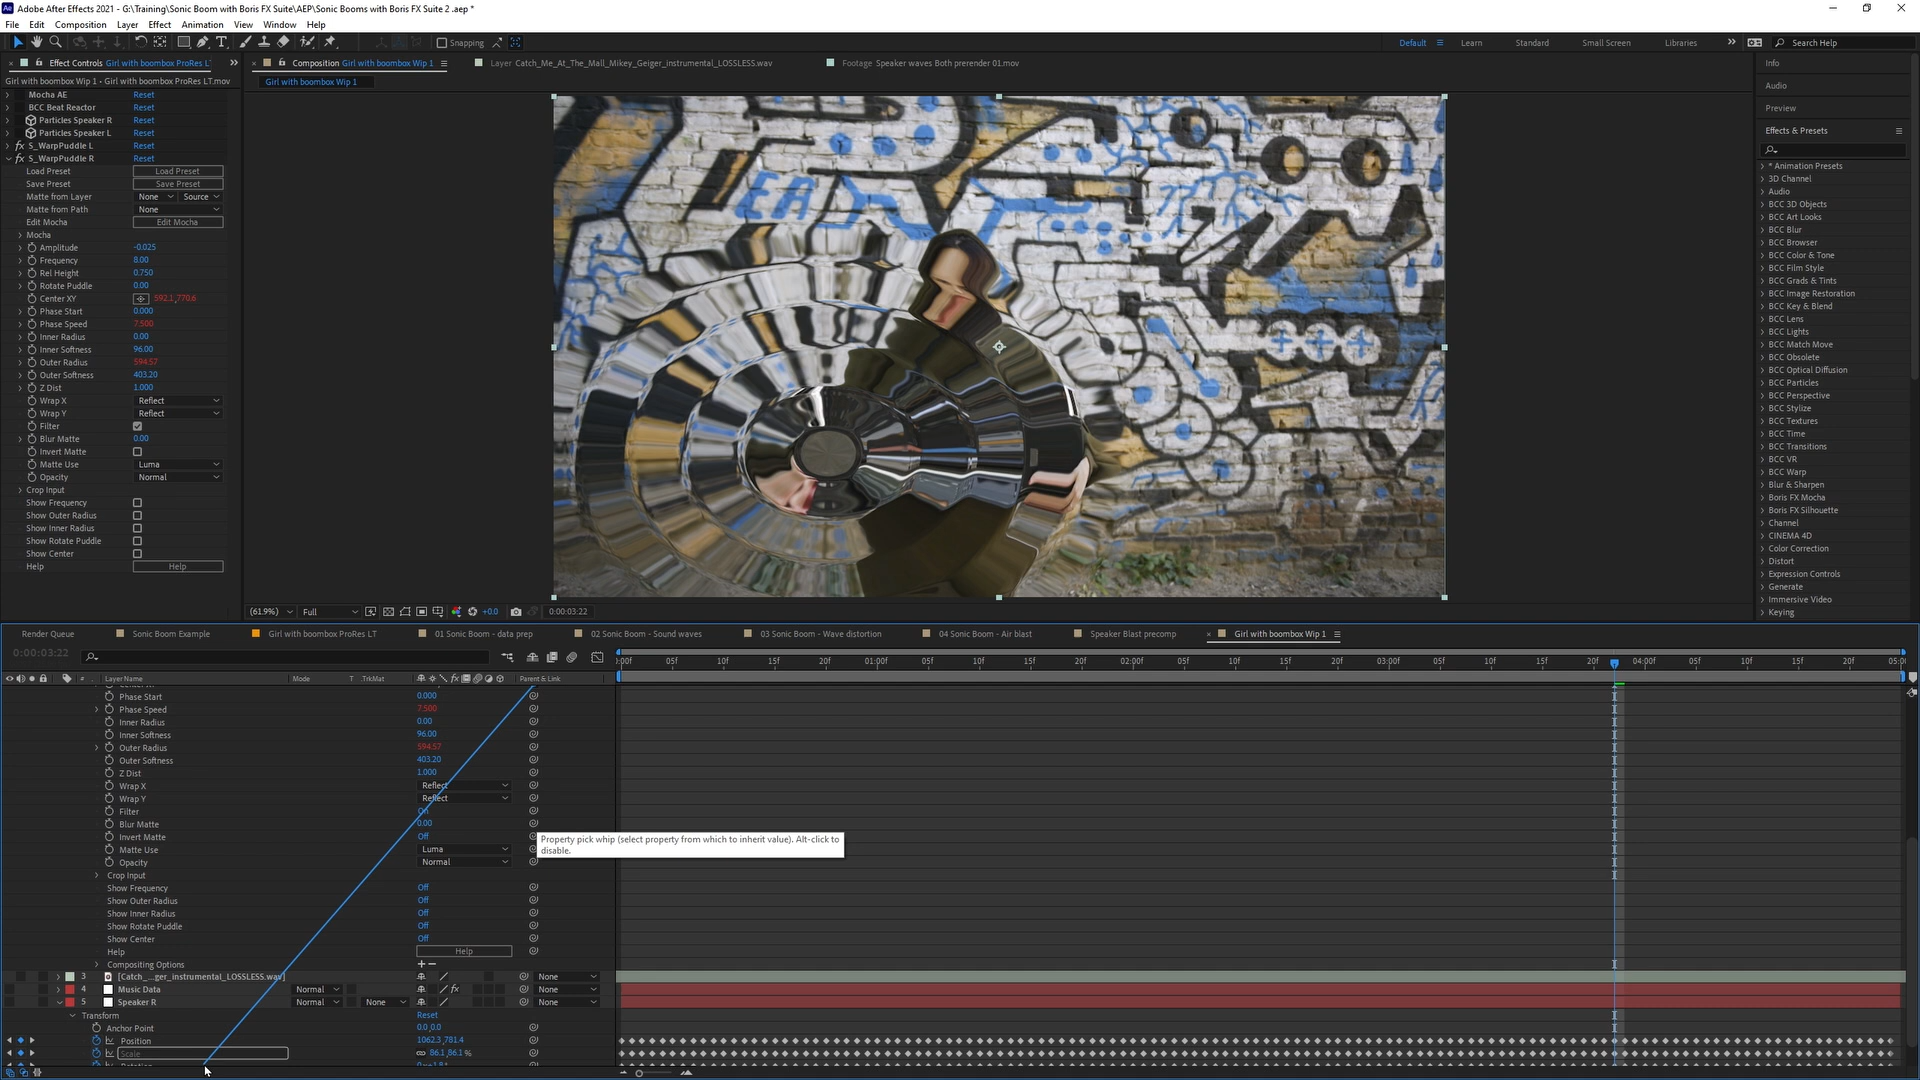 Adobe After Effects 2021 - G:\Training\Sonic Boom with Boris FX Suite\AEP\Sonic Booms with Boris FX Suite 2 .aep *
File Edit Composition Layer Effect Animation View Window Help
Snapping
Default Learn Standard Small Screen Libraries Search Help
Effect Controls Girl with boombox ProRes L
Composition Girl with boombox Wip 1
Layer Catch_Me_At_The_Mall_Mikey_Geiger_instrumental_LOSSLESS.wav
Footage Speaker waves Both prerender 01.mov
Girl with boombox Wip 1 • Girl with boombox ProRes LT.mov
Girl with boombox Wip 1
Mocha AE Reset
BCC Beat Reactor Reset
Particles Speaker R Reset
Particles Speaker L Reset
S_WarpPuddle L Reset
S_WarpPuddle R Reset
Load Preset Load Preset
Save Preset Save Preset
Matte from Layer None Source
Matte from Path None
Edit Mocha Edit Mocha
Mocha
Amplitude -0.025
Frequency 8.00
Rel Height 0.750
Rotate Puddle 0.00
Center XY 592.1,770.6
Phase Start 0.000
Phase Speed 7.500
Inner Radius 0.00
Inner Softness 96.00
Outer Radius 594.57
Outer Softness 403.20
Z Dist 1.000
Wrap X Reflect
Wrap Y Reflect
Filter
Blur Matte 0.00
Invert Matte
Matte Use Luma
Opacity Normal
Crop Input
Show Frequency
Show Outer Radius
Show Inner Radius
Show Rotate Puddle
Show Center
Help Help
(61.9%) Full +0.0 0:00:03:22
Info
Audio
Preview
Effects & Presets
* Animation Presets
3D Channel
Audio
BCC 3D Objects
BCC Art Looks
BCC Blur
BCC Browser
BCC Color & Tone
BCC Film Style
BCC Grads & Tints
BCC Image Restoration
BCC Key & Blend
BCC Lens
BCC Lights
BCC Match Move
BCC Obsolete
BCC Optical Diffusion
BCC Particles
BCC Perspective
BCC Stylize
BCC Textures
BCC Time
BCC Transitions
BCC VR
BCC Warp
Blur & Sharpen
Boris FX Mocha
Boris FX Silhouette
Channel
CINEMA 4D
Color Correction
Distort
Expression Controls
Generate
Immersive Video
Keying
Render Queue Sonic Boom Example Girl with boombox ProRes LT 01 Sonic Boom - data prep 02 Sonic Boom - Sound waves 03 Sonic Boom - Wave distortion 04 Sonic Boom - Air blast Speaker Blast precomp Girl with boombox Wip 1
0:00:03:22
:00f 05f 10f 15f 20f 01:00f 05f 10f 15f 20f 02:00f 05f 10f 15f 20f 03:00f 05f 10f 15f 20f 04:00f 05f 10f 15f 20f 05:0
# Layer Name Mode T .TrkMat Parent & Link
Phase Start 0.000
Phase Speed 7.500
Inner Radius 0.00
Inner Softness 96.00
Outer Radius 594.57
Outer Softness 403.20
Z Dist 1.000
Wrap X Reflect
Wrap Y Reflect
Filter On
Blur Matte 0.00
Invert Matte Off
Matte Use Luma
Opacity Normal
Property pick whip (select property from which to inherit value). Alt-click to
disable.
Crop Input
Show Frequency Off
Show Outer Radius Off
Show Inner Radius Off
Show Rotate Puddle Off
Show Center Off
Help Help
Compositing Options
3 [Catch_...ger_instrumental_LOSSLESS.wav] None
4 Music Data Normal None
5 Speaker R Normal None None
Transform Reset
Anchor Point 0.0,0.0
Position 1062.3,781.4
Scale 86.1,86.1 %